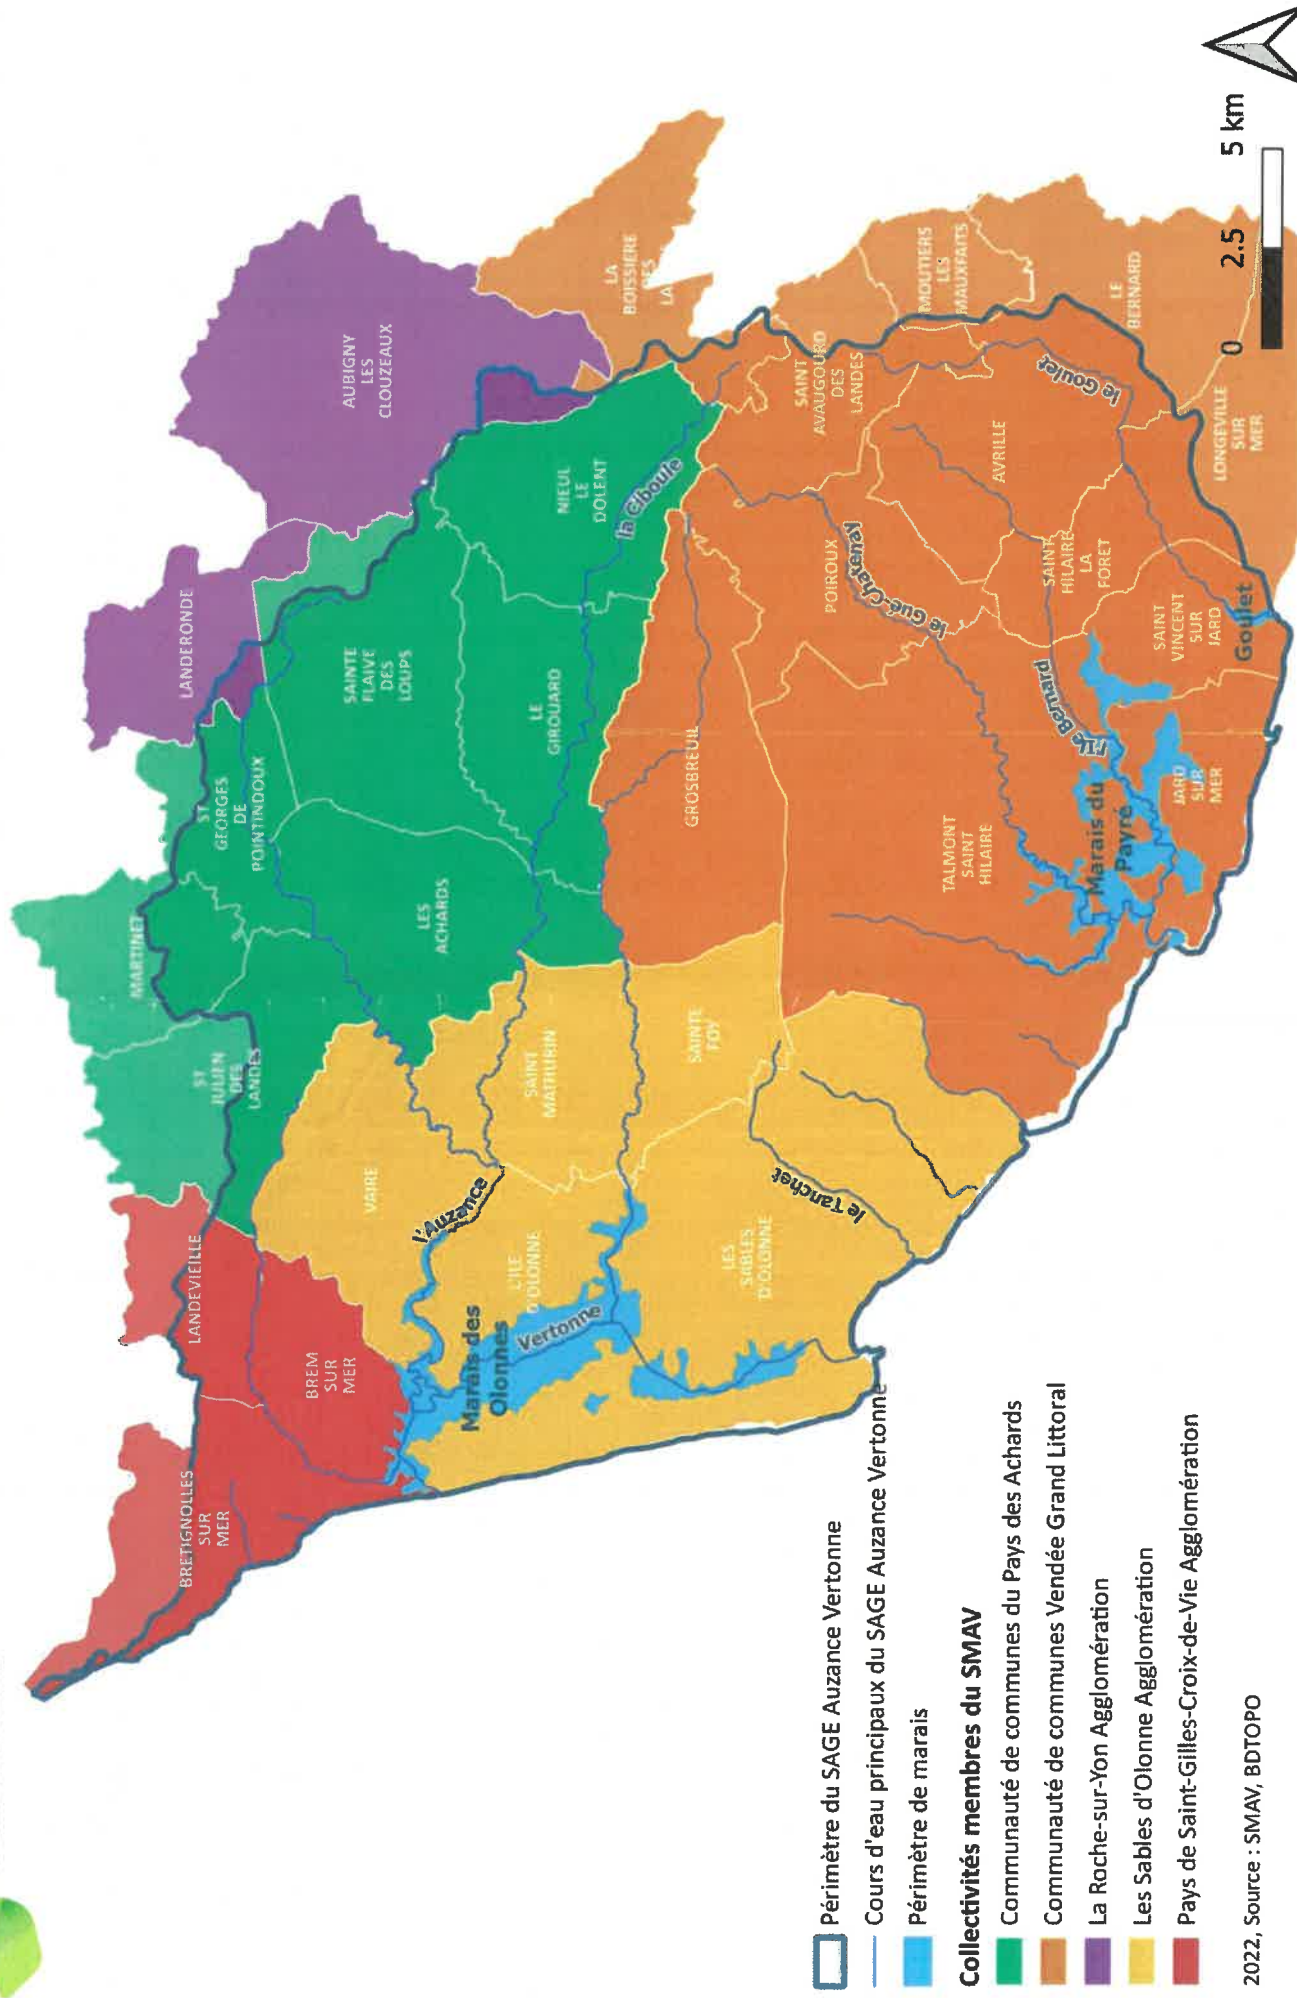 BRETIGNOLLES
SUR
MER
LANDEVIEILLE
BREM
SUR
MER
ST
JULIEN
DES
LANDES
MARTINET
ST
GEORGES
DE
POINTINDOUX
LANDERONDE
AUBIGNY
LES
CLOUZEAUX
SAINTE
FLAIVE
DES
LOUPS
LES
ACHARDS
VAIRE
l'Auzance
Marais des
Olonnes
L'ILE
D'OLONNE
Vertonne
SAINT
MATHURIN
LE
GIROUARD
NIEUL
LE
DOLENT
la Ciboule
LA
BOISSIERE
DES
LA
SAINTE
FOY
GROSBREUIL
LES
SABLES
D'OLONNE
le Tanchet
POIROUX
le Gué-Chatenay
SAINT
AVAUGOURD
DES
LANDES
MOUTIERS
LES
MAUXFAITS
AVRILLE
le Goulet
LE
BERNARD
TALMONT
SAINT
HILAIRE
SAINT
HILAIRE
LA
FORET
Ile Bernard
Marais du
Payré
JARD
SUR
MER
SAINT
VINCENT
SUR
JARD
Goulet
LONGEVILLE
SUR
MER
Périmètre du SAGE Auzance Vertonne
Cours d'eau principaux du SAGE Auzance Vertonne
Périmètre de marais
Collectivités membres du SMAV
Communauté de communes du Pays des Achards
Communauté de communes Vendée Grand Littoral
La Roche-sur-Yon Agglomération
Les Sables d'Olonne Agglomération
Pays de Saint-Gilles-Croix-de-Vie Agglomération
2022, Source : SMAV, BDTOPO
0 2.5 5 km